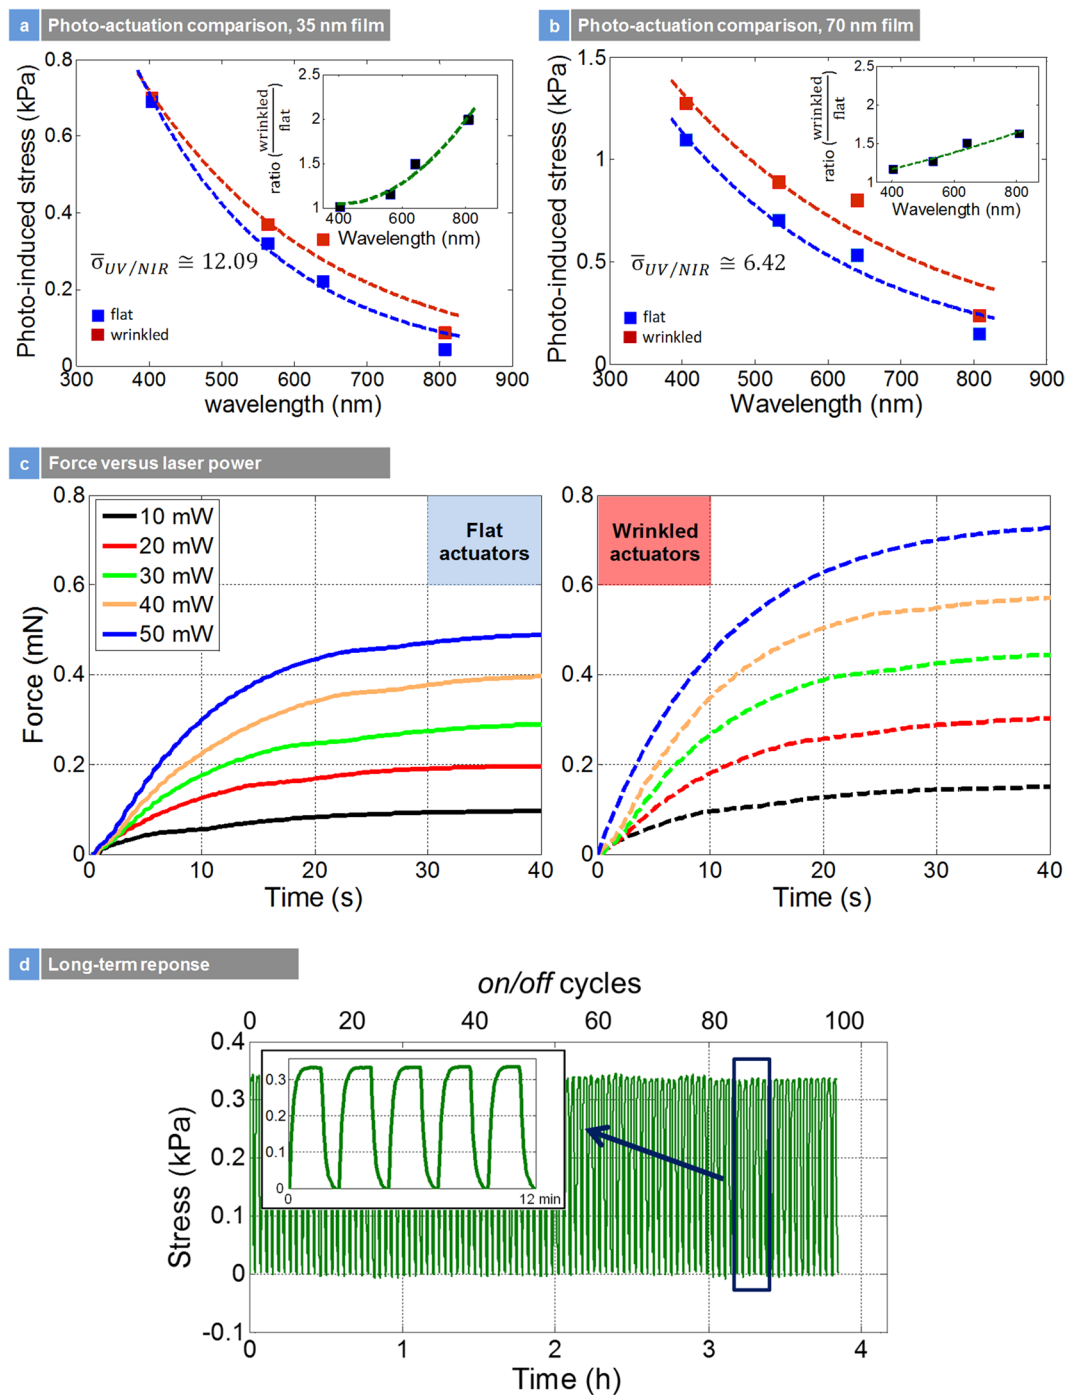 a Photo-actuation comparison, 35 nm film
Photo-induced stress (kPa)
0.8
0.6
0.4
0.2
0
300 400 500 600 700 800 900
wavelength (nm)
σ̅UV/NIR ≅ 12.09
flat
wrinkled
ratio (wrinkled/flat)
2.5
2
1.5
1
400 600 800
Wavelength (nm)
b Photo-actuation comparison, 70 nm film
Photo-induced stress (kPa)
1.5
1
0.5
0
300 400 500 600 700 800 900
Wavelength (nm)
σ̅UV/NIR ≅ 6.42
flat
wrinkled
ratio (wrinkled/flat)
2.5
2
1.5
1
400 600 800
Wavelength (nm)
c Force versus laser power
Force (mN)
0.8
0.6
0.4
0.2
0
10 mW
20 mW
30 mW
40 mW
50 mW
Flat
actuators
0 10 20 30 40
Time (s)
0.8
0.6
0.4
0.2
0
Wrinkled
actuators
0 10 20 30 40
Time (s)
d Long-term reponse
on/off cycles
0 20 40 60 80 100
Stress (kPa)
0.4
0.3
0.2
0.1
0
-0.1
0.3
0.2
0.1
0
0 12 min
0 1 2 3 4
Time (h)